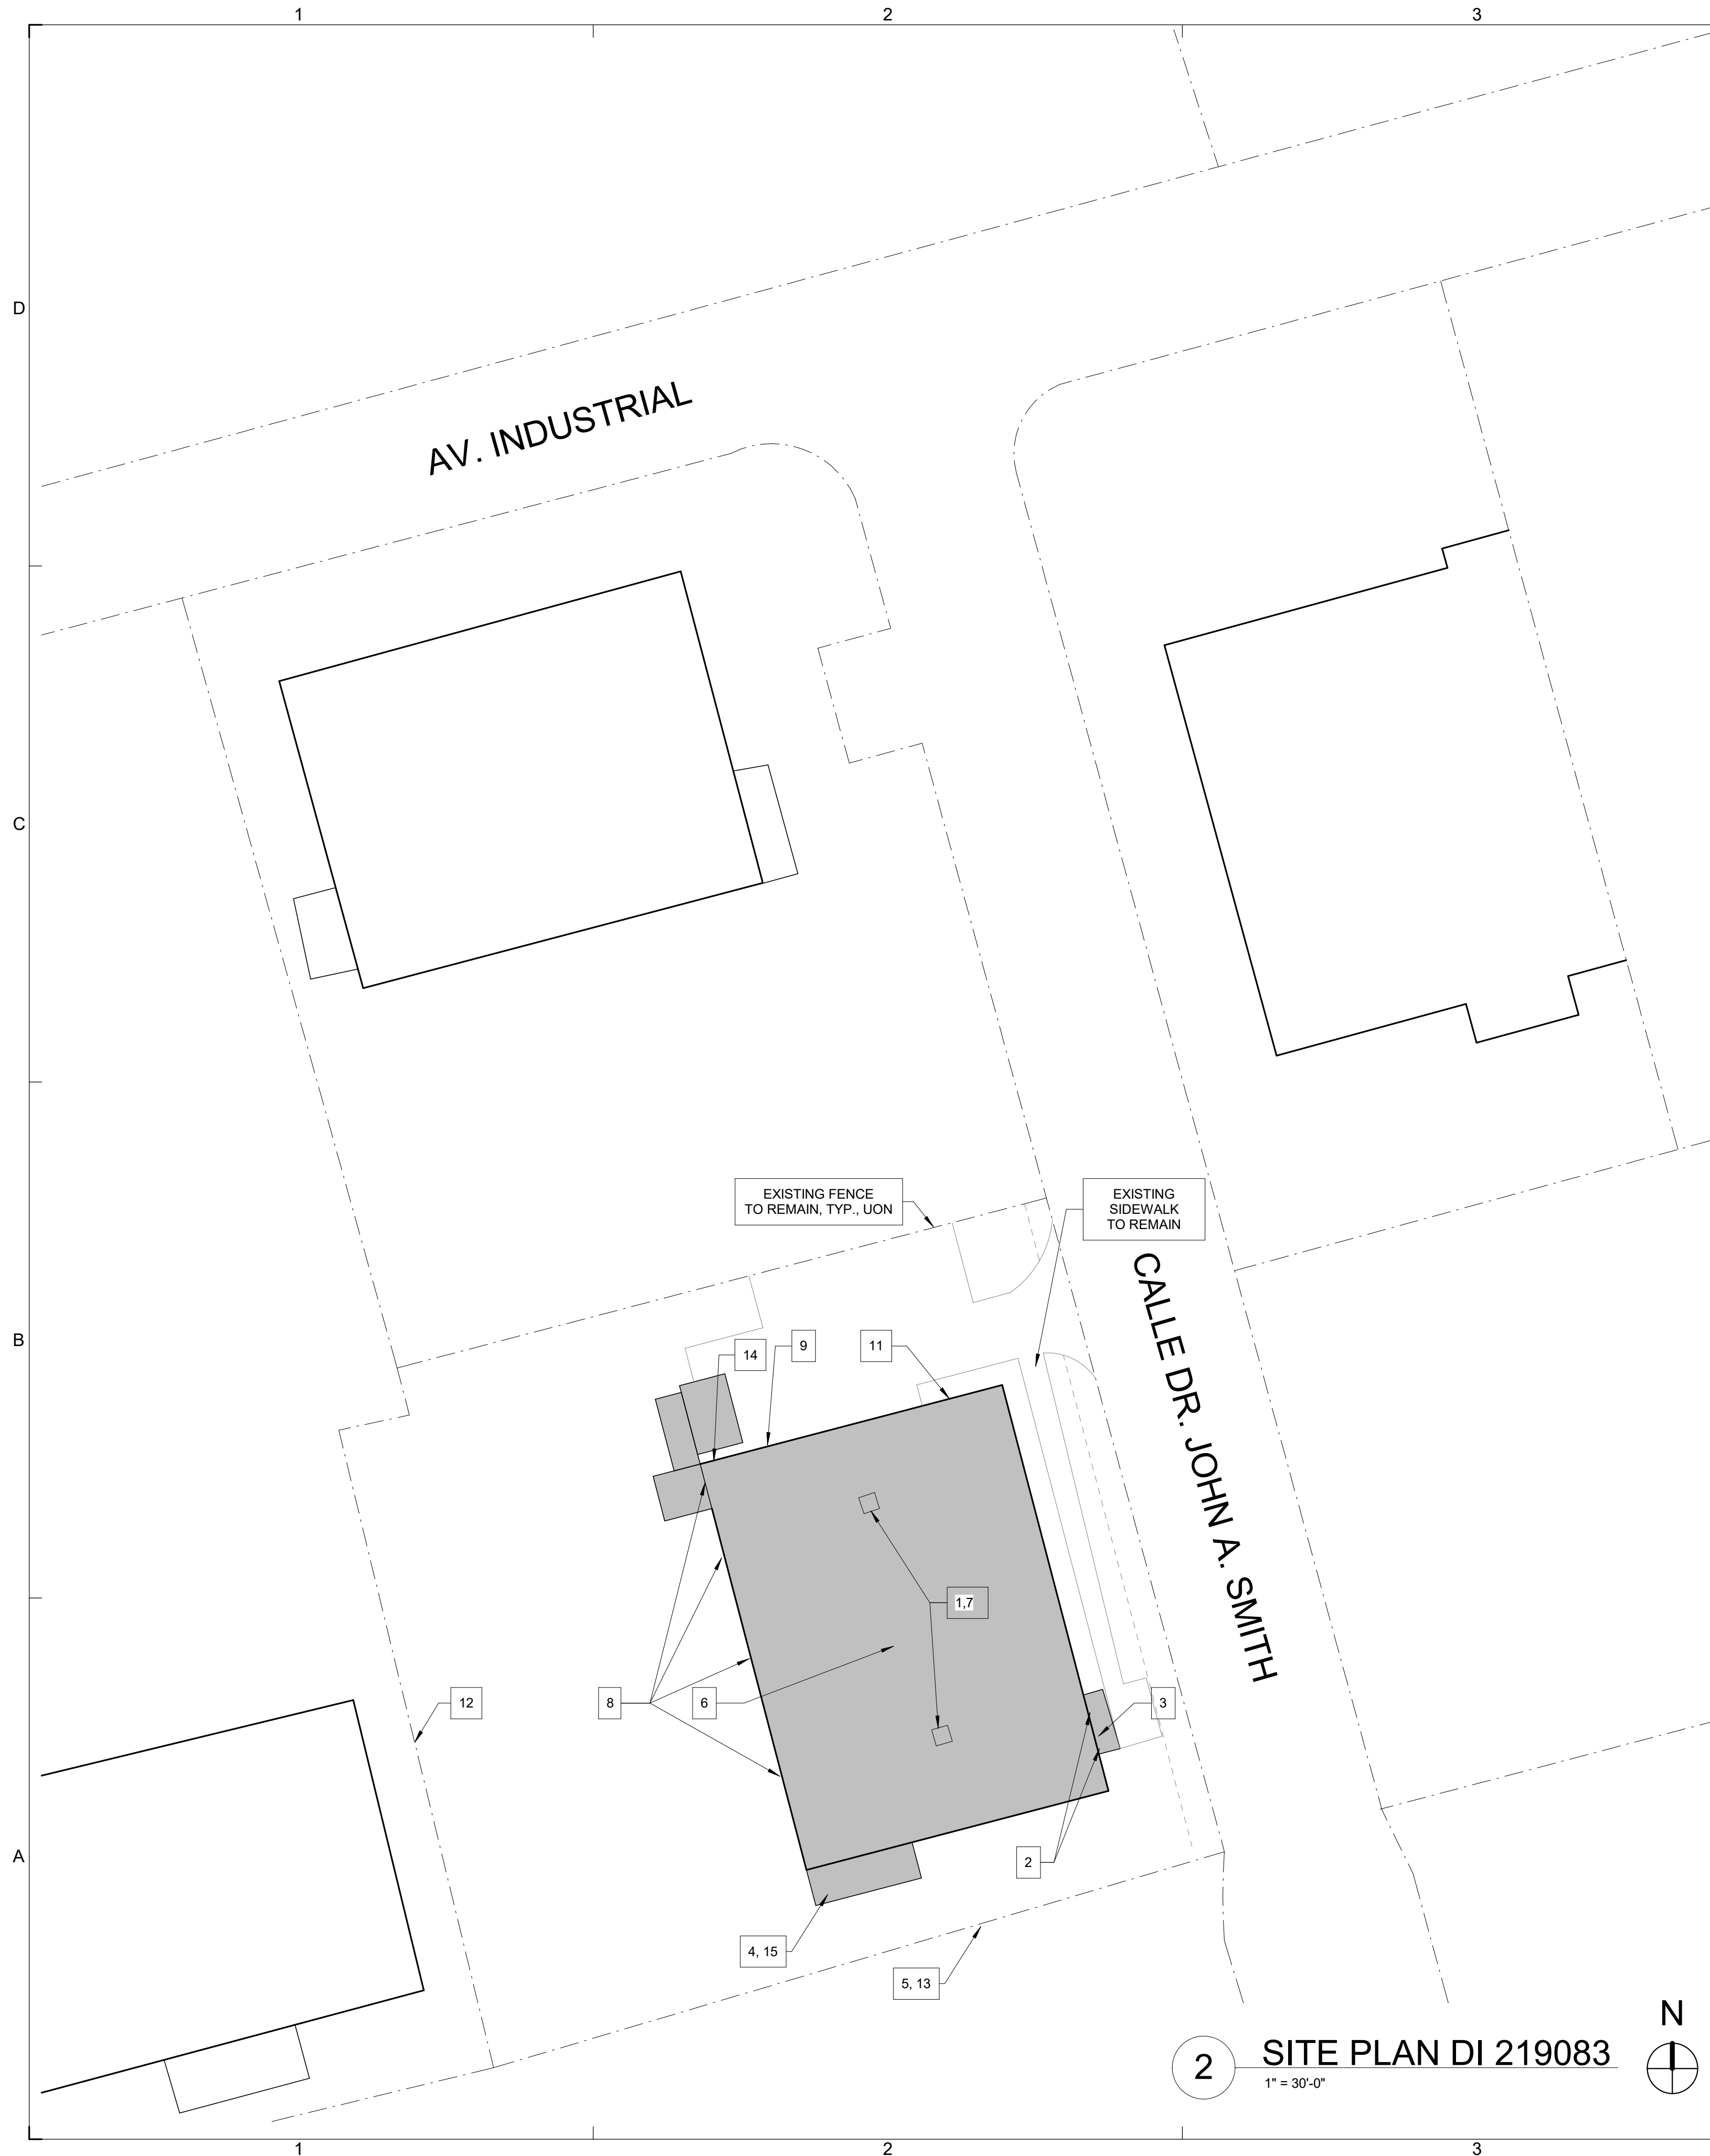 1
2
3
D
AV. INDUSTRIAL
C
EXISTING FENCE
TO REMAIN, TYP., UON
EXISTING
SIDEWALK
TO REMAIN
CALLE DR. JOHN A. SMITH
B
14
9
11
1,7
12
8
6
3
A
2
4, 15
5, 13
N
2
SITE PLAN DI 219083
1" = 30'-0"
1
2
3